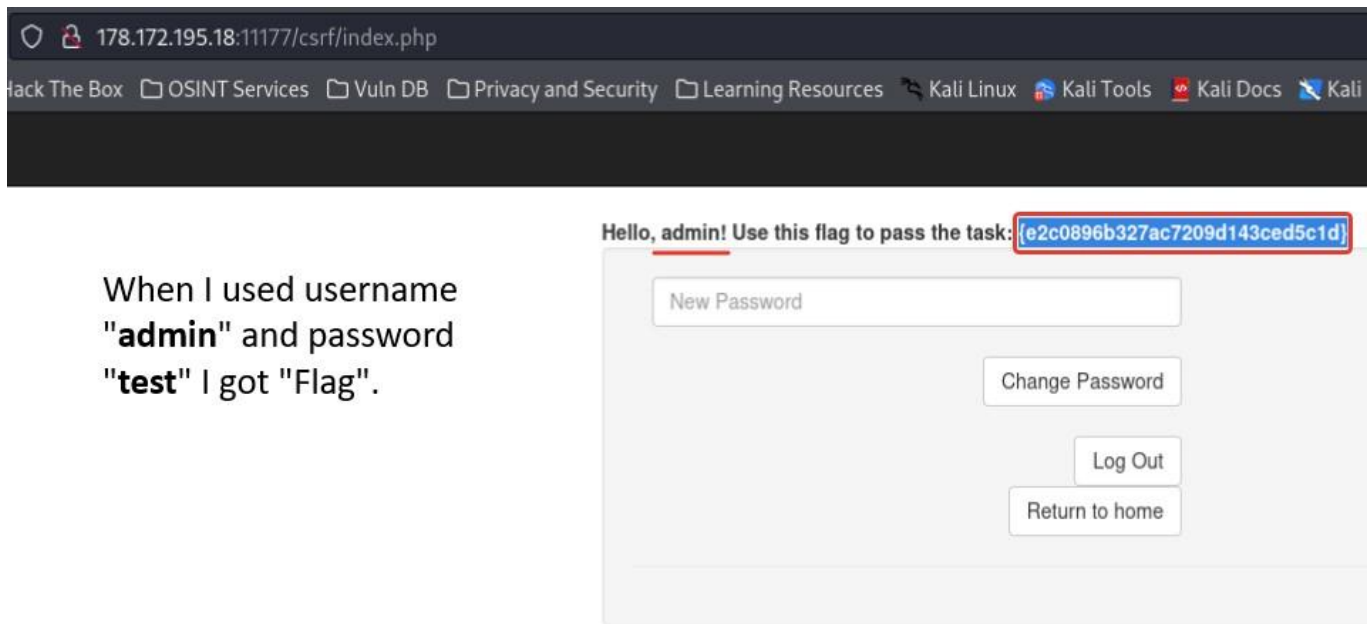 178.172.195.18:11177/csrf/index.php
Hack The Box OSINT Services Vuln DB Privacy and Security Learning Resources Kali Linux Kali Tools Kali Docs Kali
Hello, admin! Use this flag to pass the task: {e2c0896b327ac7209d143ced5c1d}
When I used username
"admin" and password
"test" I got "Flag".
New Password
Change Password
Log Out
Return to home